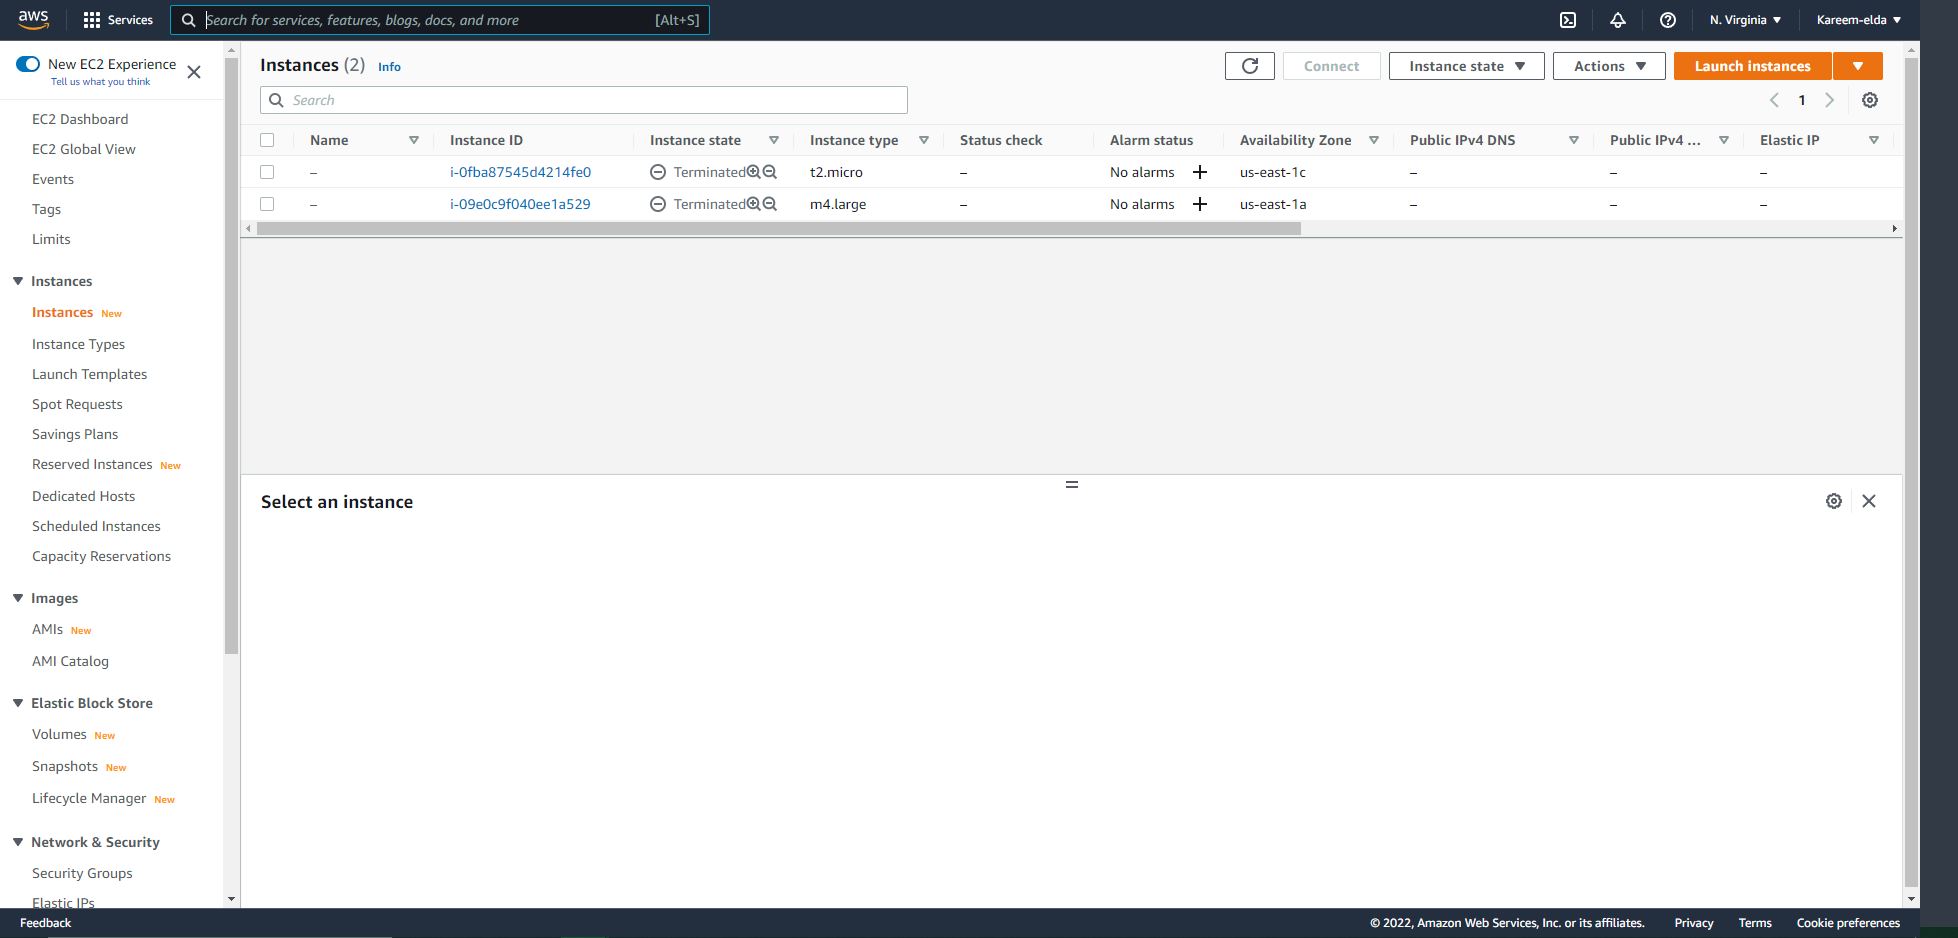 aws Services Search for services, features, blogs, docs, and more [Alt+S] N. Virginia Kareem-elda
New EC2 Experience
Tell us what you think
EC2 Dashboard
EC2 Global View
Events
Tags
Limits
Instances
Instances New
Instance Types
Launch Templates
Spot Requests
Savings Plans
Reserved Instances New
Dedicated Hosts
Scheduled Instances
Capacity Reservations
Images
AMIs New
AMI Catalog
Elastic Block Store
Volumes New
Snapshots New
Lifecycle Manager New
Network & Security
Security Groups
Elastic IPs
Instances (2) Info Connect Instance state Actions Launch instances
Search 1
Name Instance ID Instance state Instance type Status check Alarm status Availability Zone Public IPv4 DNS Public IPv4 ... Elastic IP
– i-0fba87545d4214fe0 Terminated t2.micro – No alarms + us-east-1c – – –
– i-09e0c9f040ee1a529 Terminated m4.large – No alarms + us-east-1a – – –
Select an instance
Feedback © 2022, Amazon Web Services, Inc. or its affiliates. Privacy Terms Cookie preferences